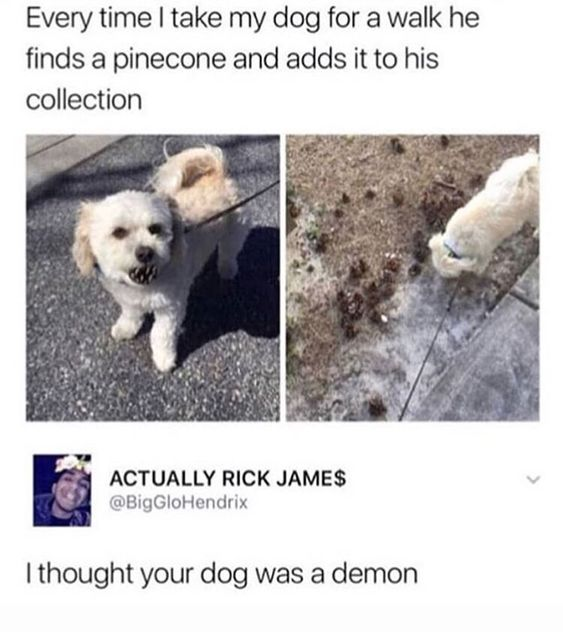 Every time I take my dog for a walk he
finds a pinecone and adds it to his
collection
ACTUALLY RICK JAME$
@BigGloHendrix
I thought your dog was a demon